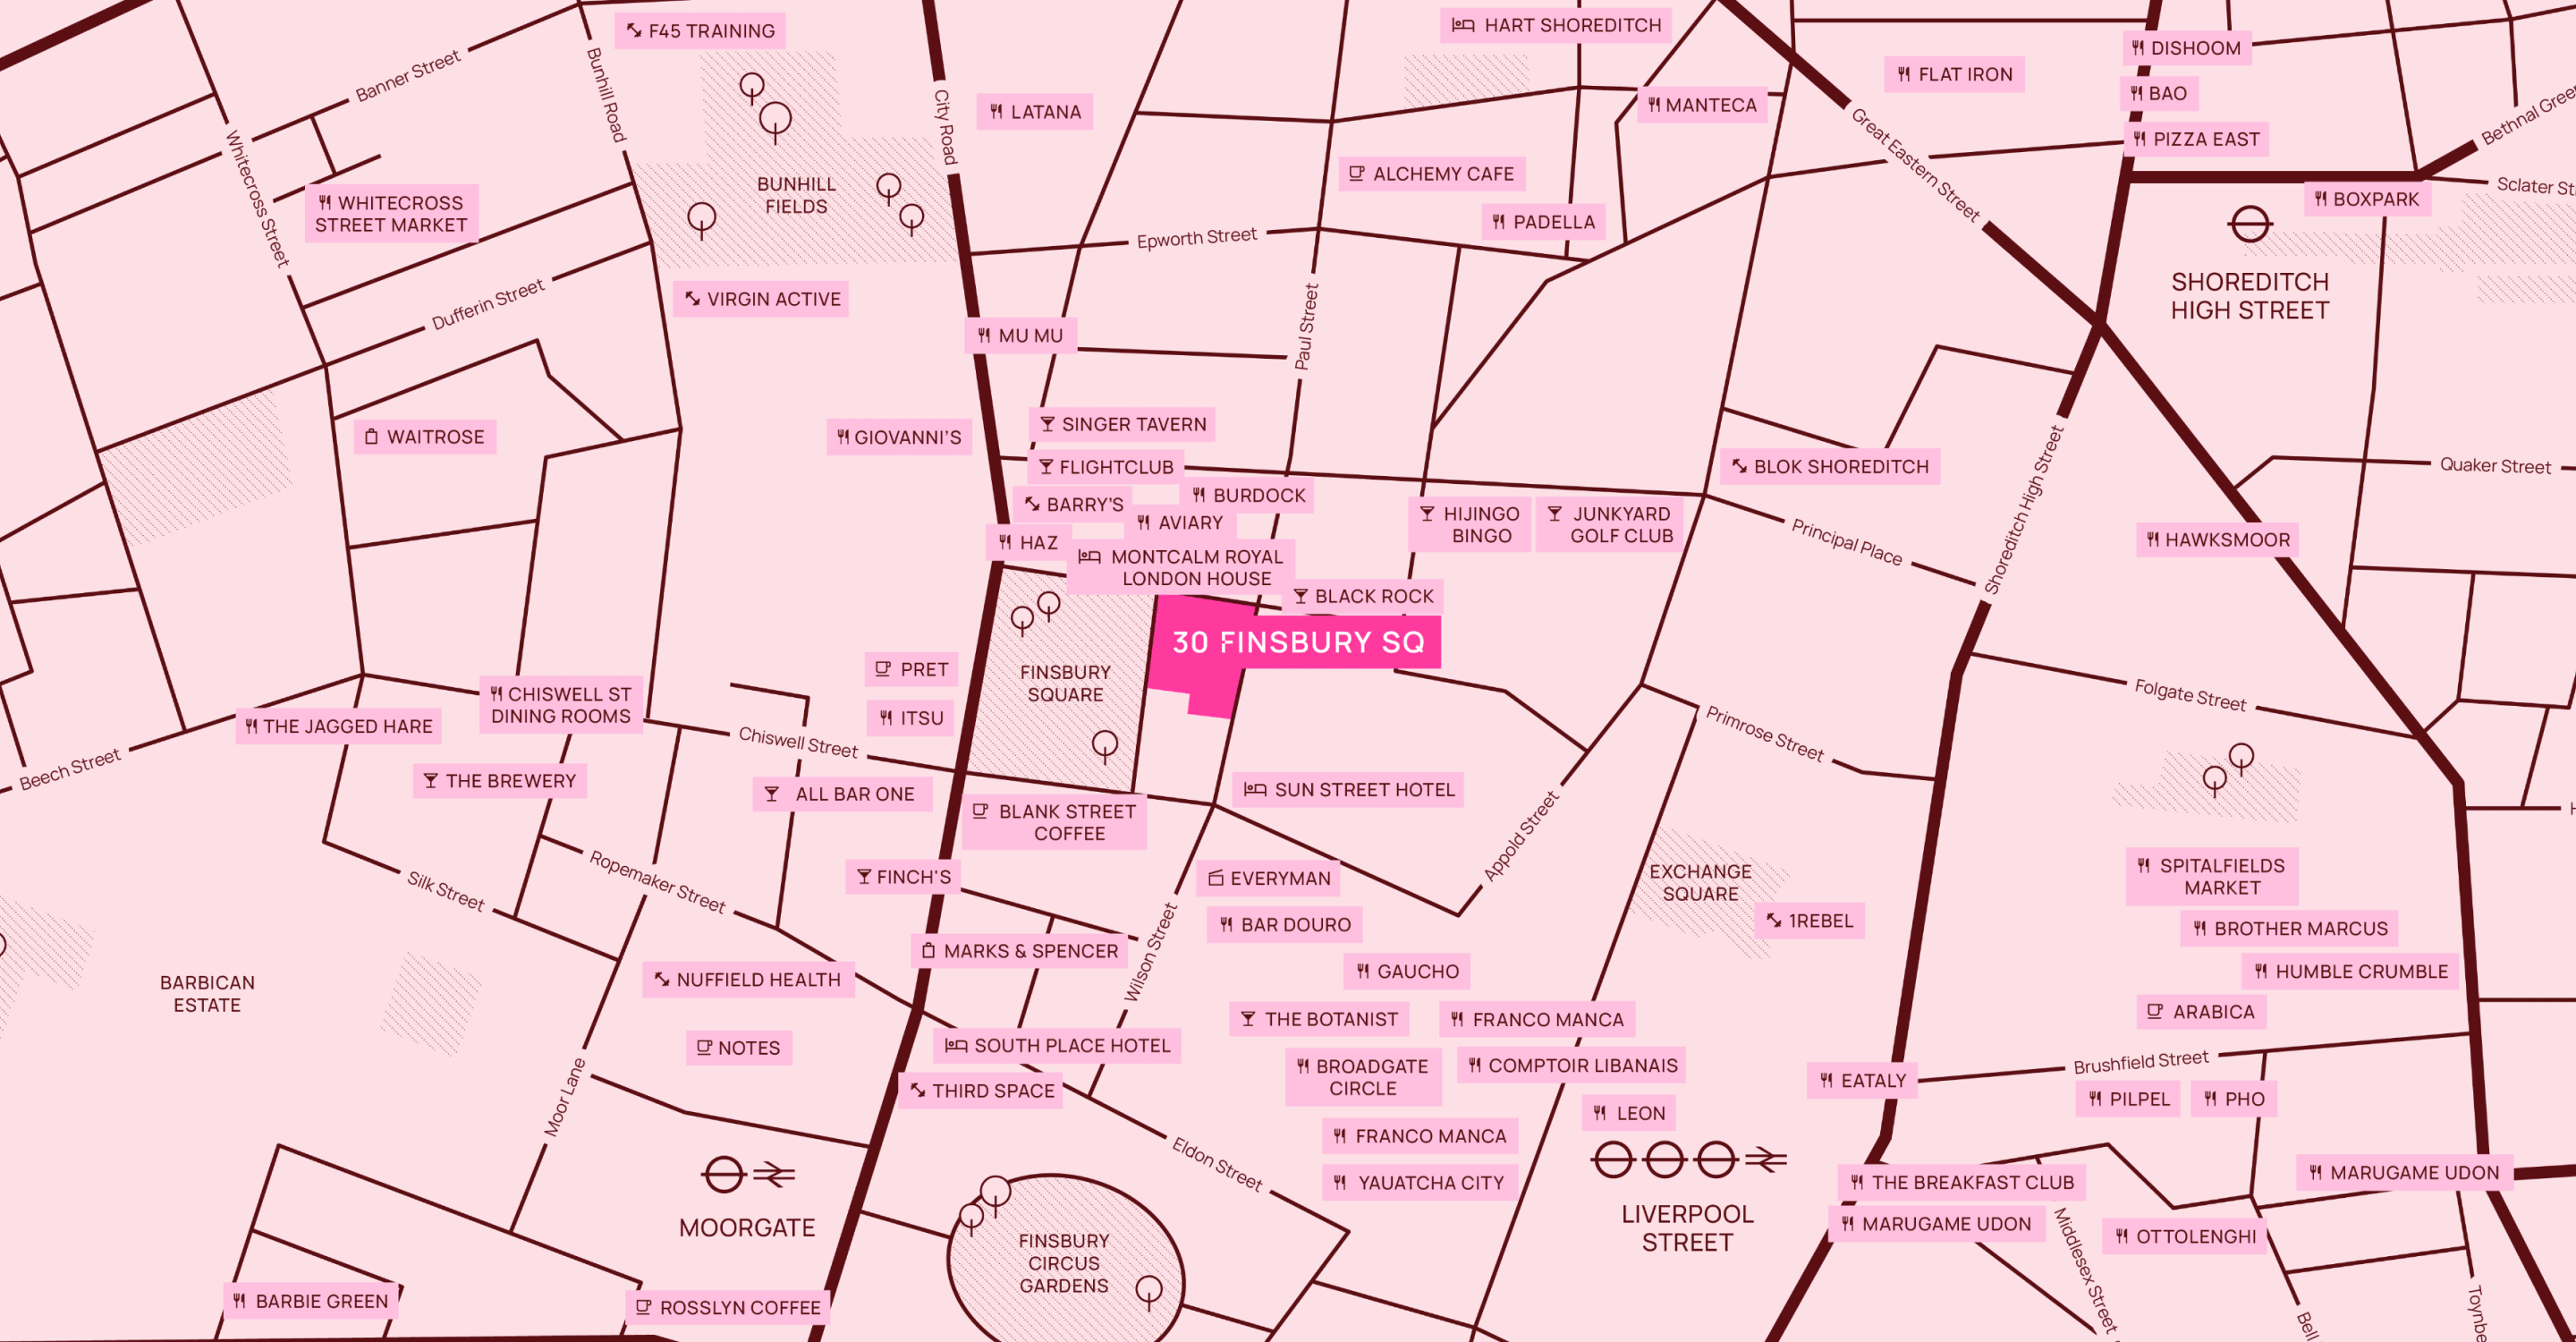 F45 TRAINING
HART SHOREDITCH
DISHOOM
FLAT IRON
BAO
MANTECA
LATANA
PIZZA EAST
Banner Street
Bunhill Road
City Road
Great Eastern Street
Whitecross Street
ALCHEMY CAFE
Sclater
BUNHILL
FIELDS
WHITECROSS
STREET MARKET
BOXPARK
PADELLA
Epworth Street
SHOREDITCH
HIGH STREET
VIRGIN ACTIVE
Dufferin Street
Paul Street
MU MU
SINGER TAVERN
WAITROSE
GIOVANNI'S
FLIGHTCLUB
BLOK SHOREDITCH
Quaker Street
BURDOCK
BARRY'S
AVIARY
HIJINGO
BINGO
JUNKYARD
GOLF CLUB
Shoreditch High Street
HAWKSMOOR
HAZ
Principal Place
MONTCALM ROYAL
LONDON HOUSE
BLACK ROCK
30 FINSBURY SQ
PRET
FINSBURY
SQUARE
Folgate Street
CHISWELL ST
DINING ROOMS
ITSU
THE JAGGED HARE
Primrose Street
Chiswell Street
Beech Street
THE BREWERY
SUN STREET HOTEL
ALL BAR ONE
BLANK STREET
COFFEE
Appold Street
SPITALFIELDS
MARKET
EXCHANGE
SQUARE
FINCH'S
EVERYMAN
Silk Street
Ropemaker Street
1REBEL
BAR DOURO
BROTHER MARCUS
MARKS & SPENCER
Wilson Street
GAUCHO
HUMBLE CRUMBLE
NUFFIELD HEALTH
BARBICAN
ESTATE
ARABICA
THE BOTANIST
FRANCO MANCA
NOTES
SOUTH PLACE HOTEL
Brushfield Street
BROADGATE
CIRCLE
COMPTOIR LIBANAIS
EATALY
THIRD SPACE
Moor Lane
PILPEL
PHO
LEON
FRANCO MANCA
Eldon Street
MARUGAME UDON
YAUATCHA CITY
THE BREAKFAST CLUB
MOORGATE
LIVERPOOL
STREET
MARUGAME UDON
OTTOLENGHI
FINSBURY
CIRCUS
GARDENS
Middlesex Street
BARBIE GREEN
ROSSLYN COFFEE
Bell